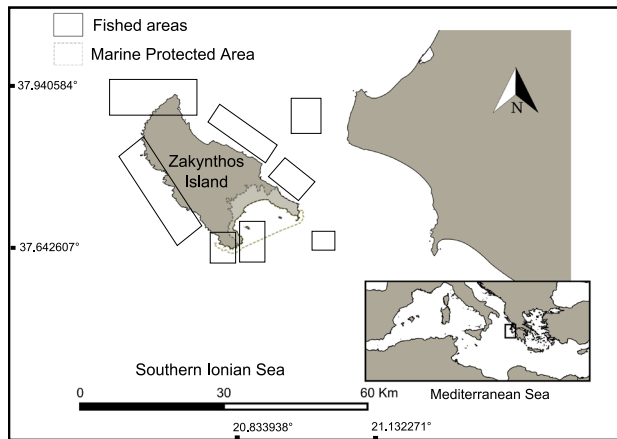 Fished areas
Marine Protected Area
37.940584°
N
Zakynthos
Island
37.642607°
Southern Ionian Sea
0 30 60 Km
Mediterranean Sea
20.833938° 21.132271°